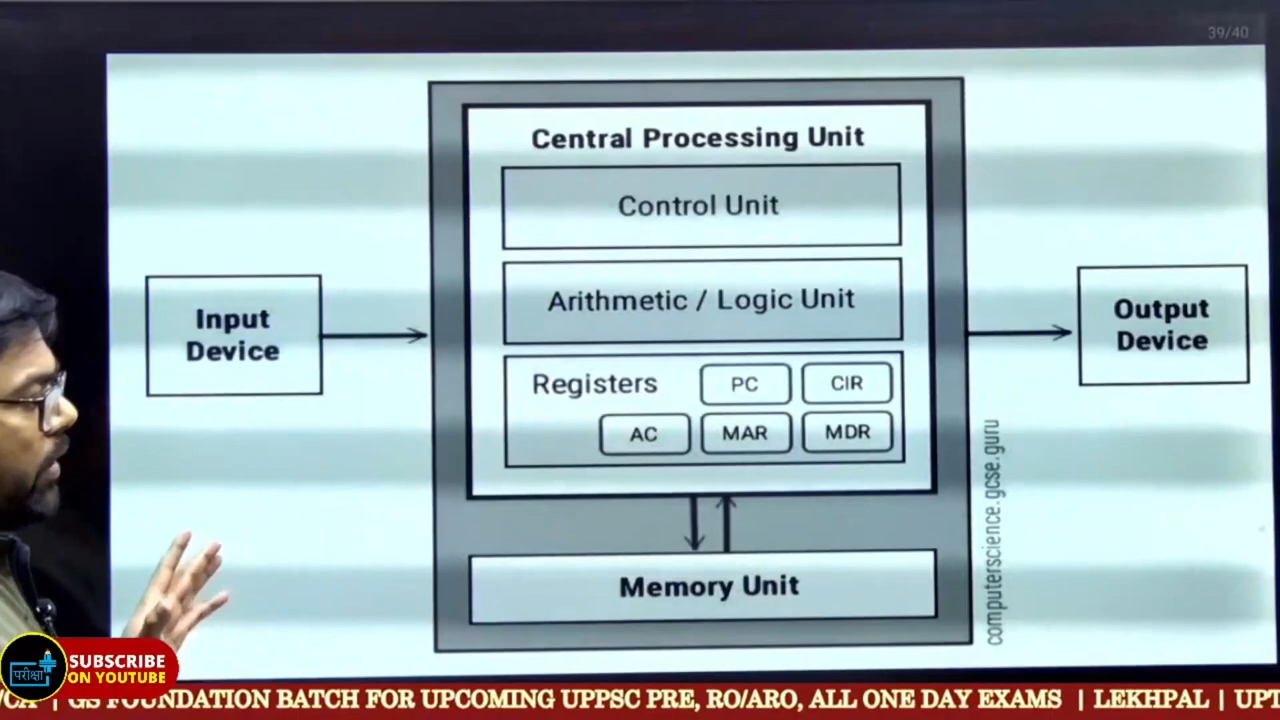 39/40
Central Processing Unit
Control Unit
Arithmetic / Logic Unit
Registers
PC
CIR
AC
MAR
MDR
Input
Device
Output
Device
Memory Unit
computerscience.gcse.guru
परीक्षा
SUBSCRIBE
ON YOUTUBE
| GS FOUNDATION BATCH FOR UPCOMING UPPSC PRE, RO/ARO, ALL ONE DAY EXAMS | LEKHPAL |